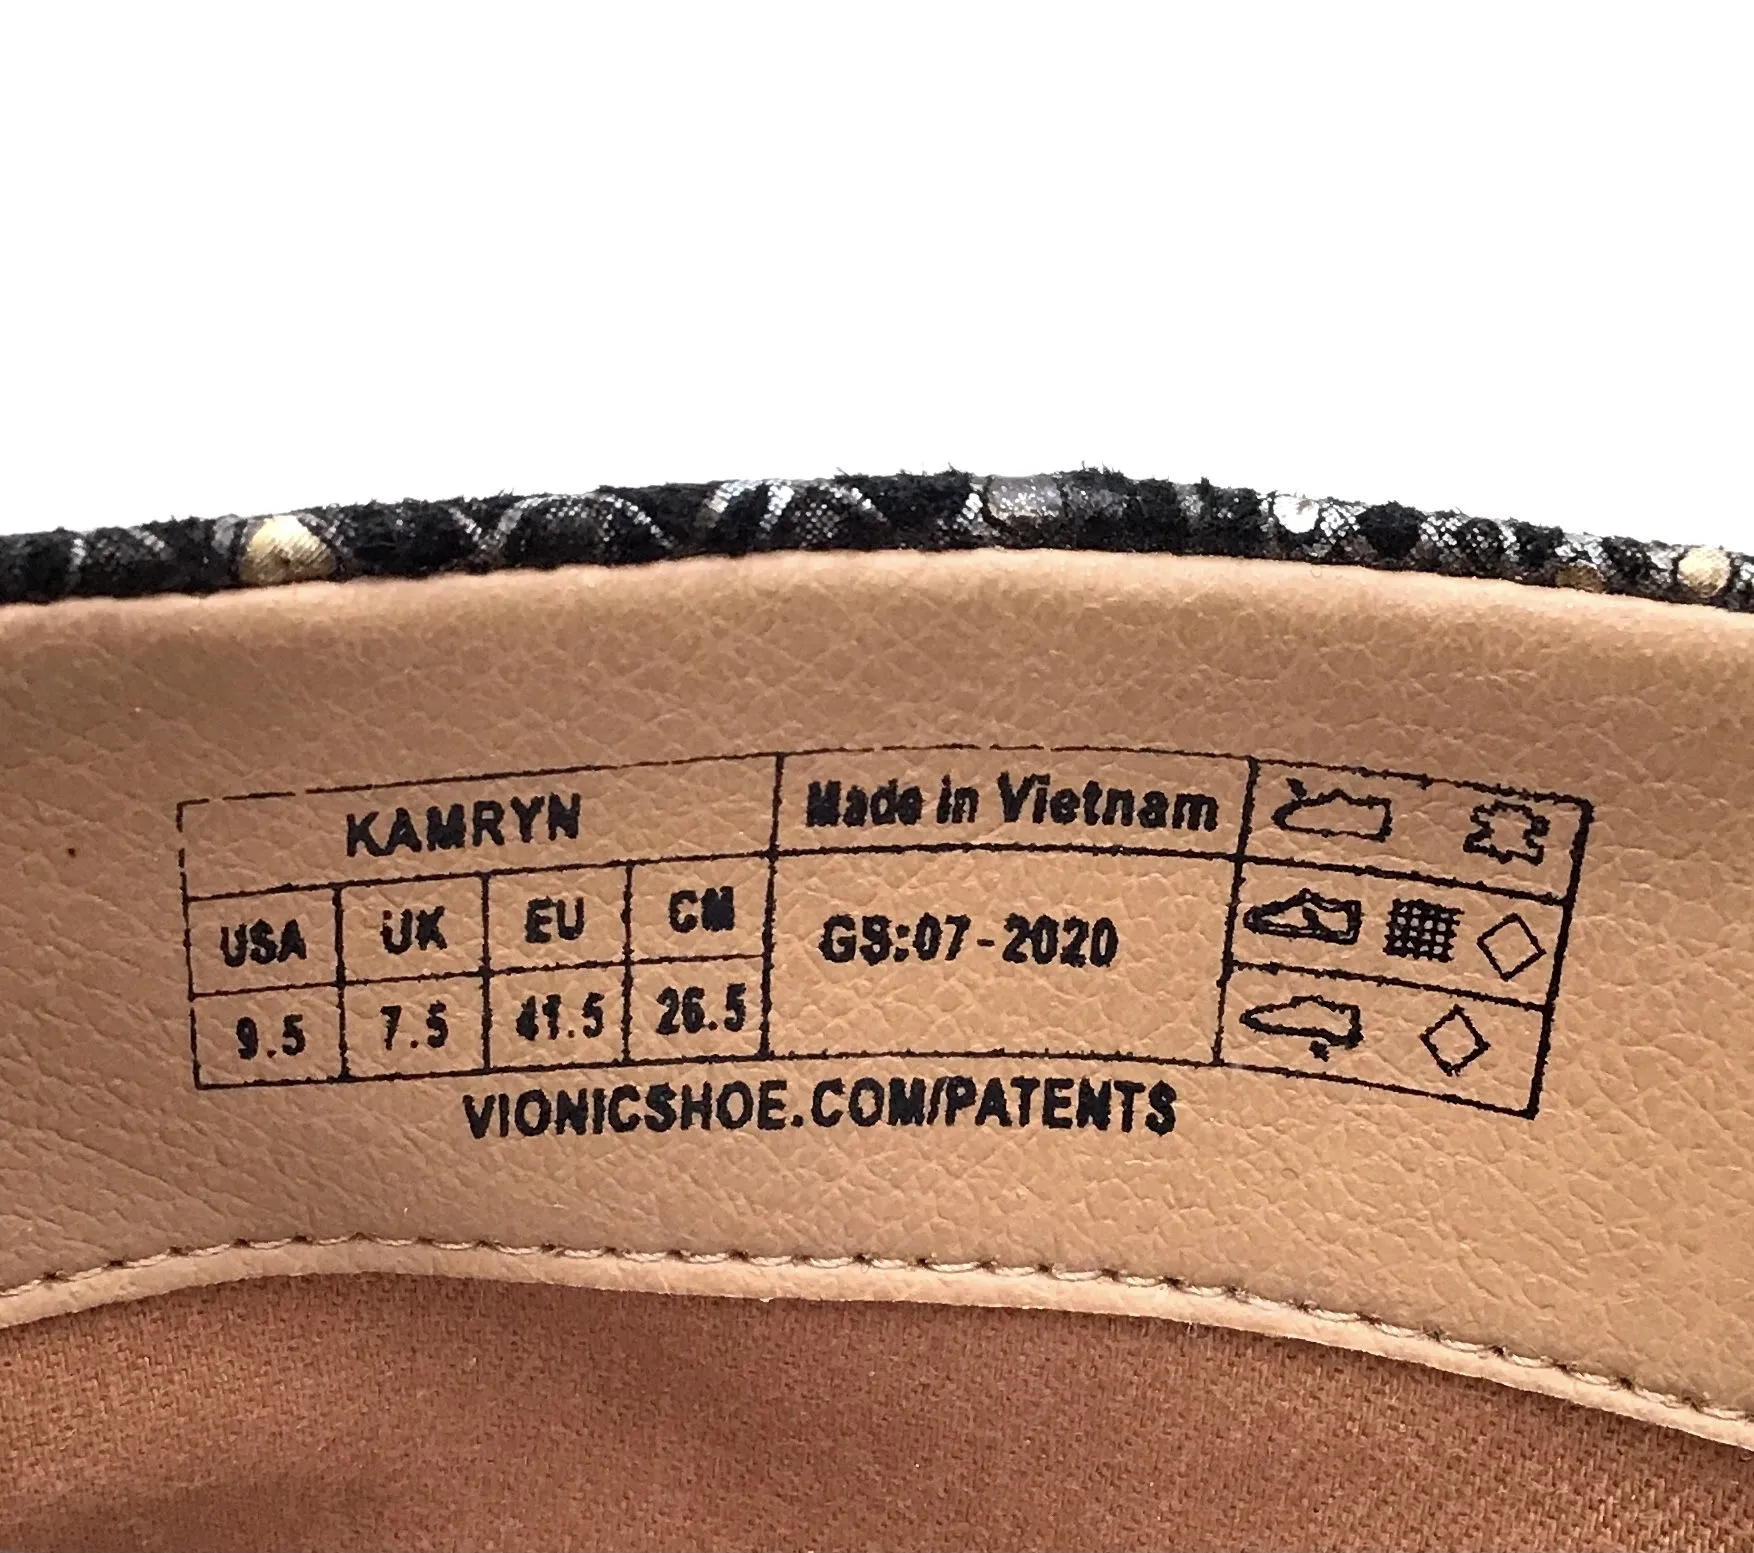 KAMRYN
Made in Vietnam
USA UK EU CM
9.5 7.5 41.5 26.5
GS:07-2020
VIONICSHOE.COM/PATENTS